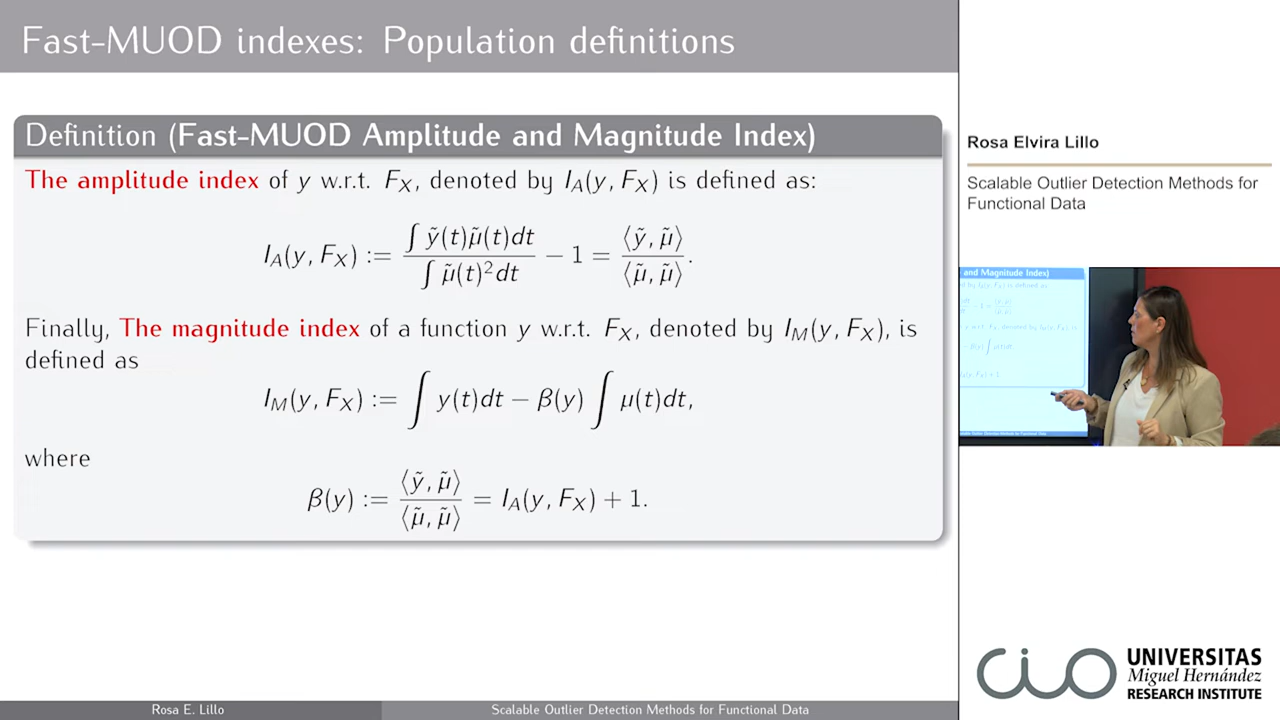 Fast-MUOD indexes: Population definitions
Definition (Fast-MUOD Amplitude and Magnitude Index)
The amplitude index of y w.r.t. F_X, denoted by I_A(y, F_X) is defined as:
I_A(y, F_X) := ∫ ỹ(t)μ̃(t)dt / ∫ μ̃(t)²dt − 1 = ⟨ỹ, μ̃⟩ / ⟨μ̃, μ̃⟩.
Finally, The magnitude index of a function y w.r.t. F_X, denoted by I_M(y, F_X), is
defined as
I_M(y, F_X) := ∫ y(t)dt − β(y) ∫ μ(t)dt,
where
β(y) := ⟨ỹ, μ̃⟩ / ⟨μ̃, μ̃⟩ = I_A(y, F_X) + 1.
Rosa E. Lillo
Scalable Outlier Detection Methods for Functional Data
Rosa Elvira Lillo
Scalable Outlier Detection Methods for
Functional Data
and Magnitude Index)
cio
UNIVERSITAS
Miguel Hernández
RESEARCH INSTITUTE